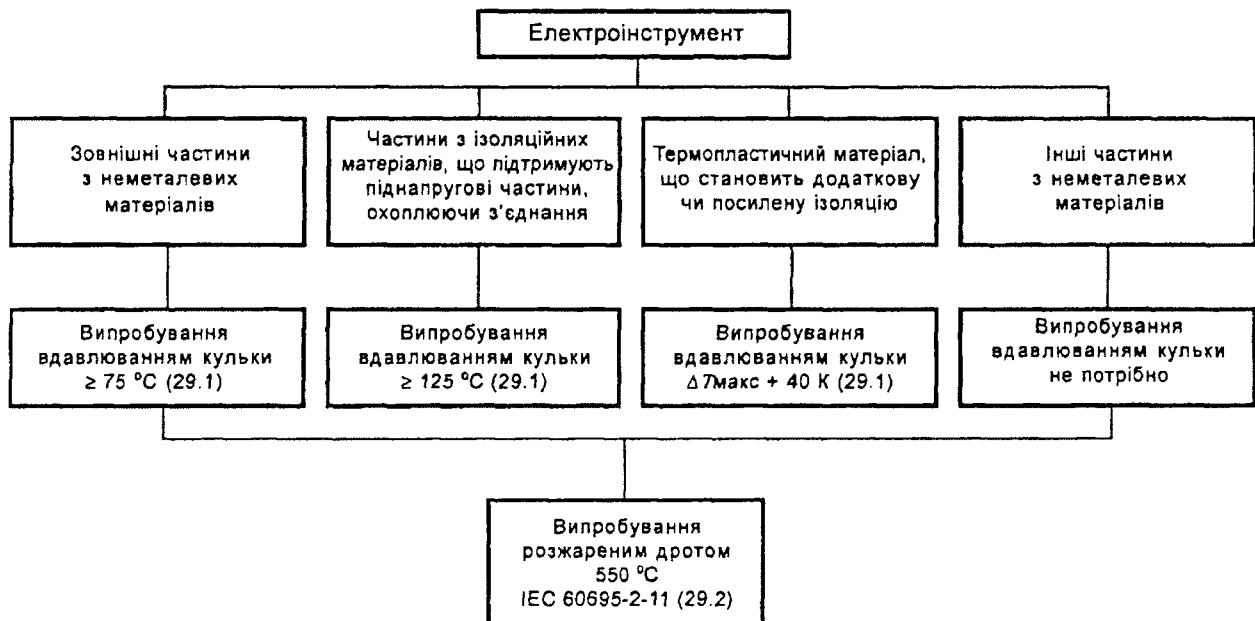 Електроінструмент
Зовнішні частини
з неметалевих
матеріалів
Частини з ізоляційних
матеріалів, що підтримують
піднапругові частини,
охоплюючи з’єднання
Термопластичний матеріал,
що становить додаткову
чи посилену ізоляцію
Інші частини
з неметалевих
матеріалів
Випробування
вдавлюванням кульки
≥ 75 °C (29.1)
Випробування
вдавлюванням кульки
≥ 125 °C (29.1)
Випробування
вдавлюванням кульки
ΔTмакс + 40 К (29.1)
Випробування
вдавлюванням кульки
не потрібно
Випробування
розжареним дротом
550 °C
IEC 60695-2-11 (29.2)